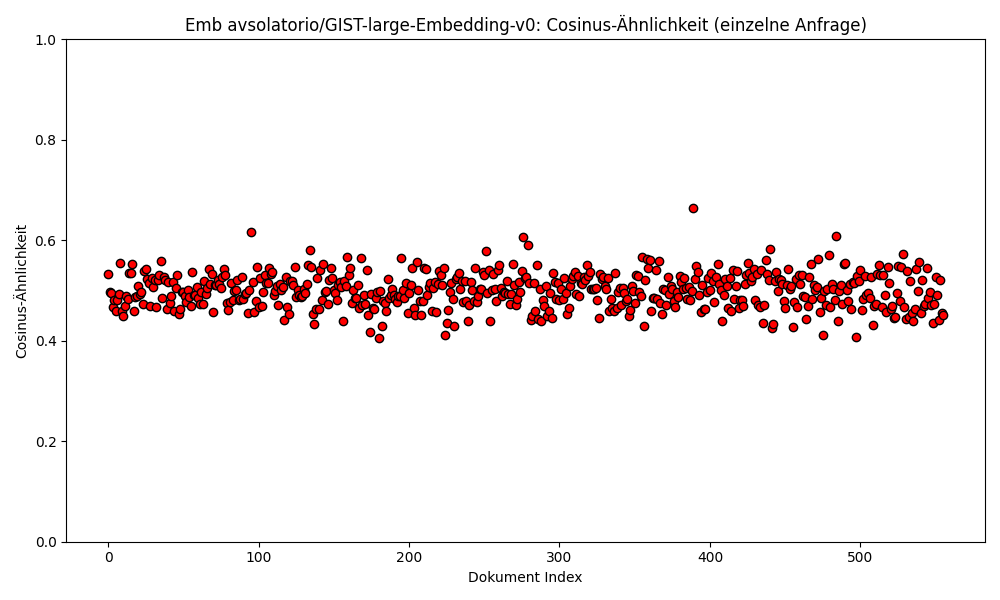 Emb avsolatorio/GIST-large-Embedding-v0: Cosinus-Ähnlichkeit (einzelne Anfrage)
1.0
0.8
0.6
0.4
0.2
0.0
Cosinus-Ähnlichkeit
0 100 200 300 400 500
Dokument Index